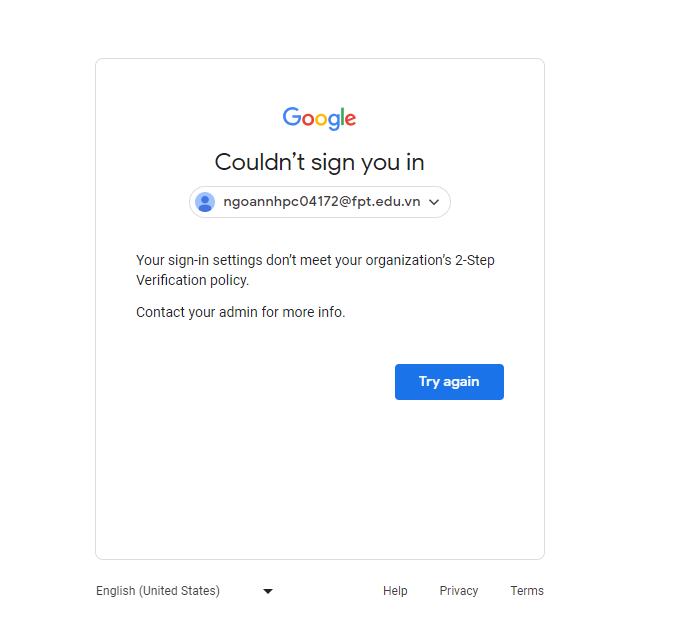 Google
Couldn’t sign you in
ngoannhpc04172@fpt.edu.vn
Your sign-in settings don’t meet your organization’s 2-Step
Verification policy.
Contact your admin for more info.
Try again
English (United States)
Help
Privacy
Terms